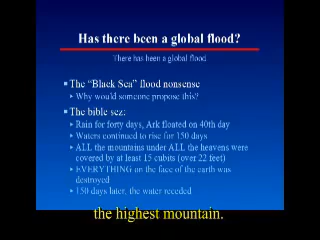 Has there been a global flood?
There has been a global flood
The "Black Sea" flood nonsense
Why would someone propose this?
The bible sez:
Rain for forty days, Ark floated on 40th day
Waters continued to rise for 150 days
ALL the mountains under ALL the heavens were
covered by at least 15 cubits (over 22 feet)
EVERYTHING on the face of the earth was
destroyed
150 days later, the water receded
the highest mountain.